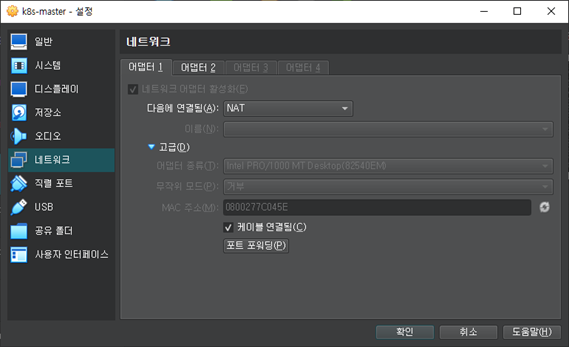 k8s-master - 설정
일반
시스템
디스플레이
저장소
오디오
네트워크
직렬 포트
USB
공유 폴더
사용자 인터페이스
네트워크
어댑터 1 어댑터 2 어댑터 3 어댑터 4
네트워크 어댑터 활성화(E)
다음에 연결됨(A): NAT
이름(N):
고급(D)
어댑터 종류(T): Intel PRO/1000 MT Desktop(82540EM)
무작위 모드(P): 거부
MAC 주소(M): 0800277C045E
케이블 연결됨(C)
포트 포워딩(P)
확인 취소 도움말(H)